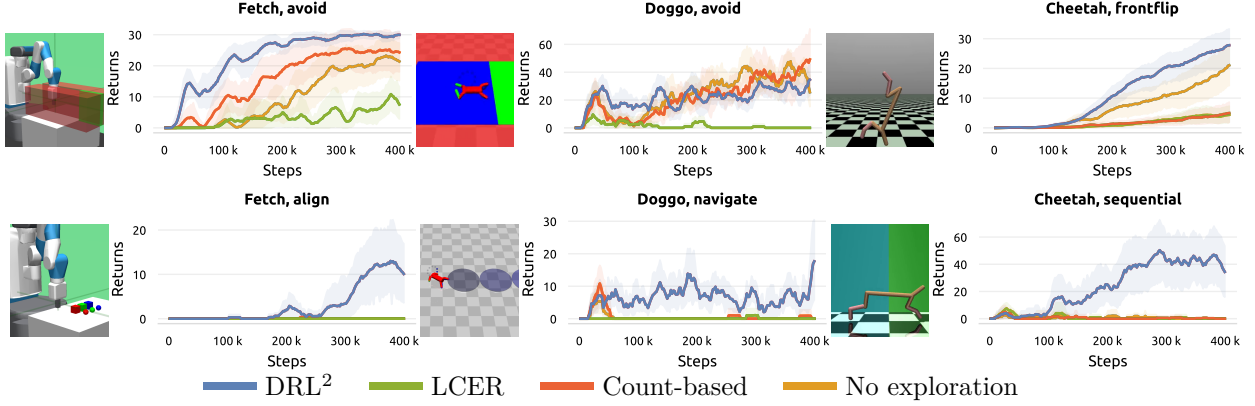 Fetch, avoid
Returns
30
20
10
0
0 100 k 200 k 300 k 400 k
Steps
Doggo, avoid
Returns
60
40
20
0
0 100 k 200 k 300 k 400 k
Steps
Cheetah, frontflip
Returns
30
20
10
0
0 100 k 200 k 300 k 400 k
Steps
Fetch, align
Returns
20
10
0
0 100 k 200 k 300 k 400 k
Steps
Doggo, navigate
Returns
30
20
10
0
0 100 k 200 k 300 k 400 k
Steps
Cheetah, sequential
Returns
60
40
20
0
0 100 k 200 k 300 k 400 k
Steps
DRL² LCER Count-based No exploration